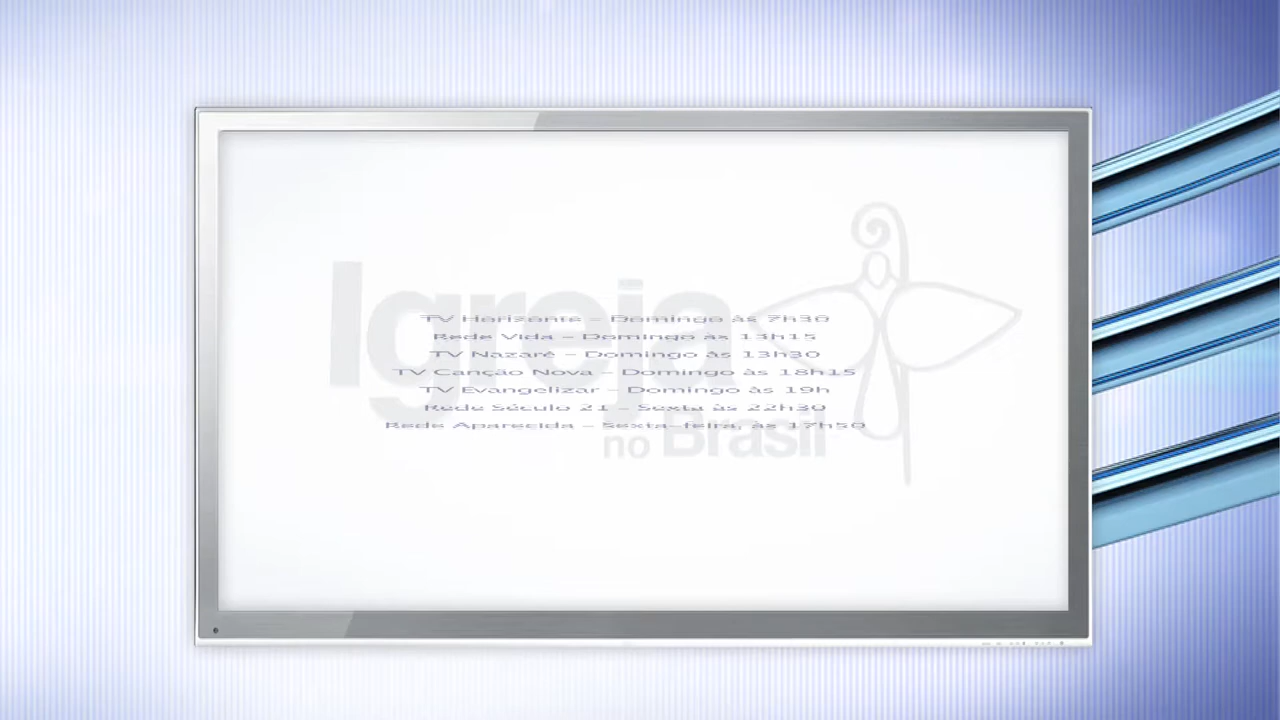 Igreja
no Brasil
TV Horizonte – Domingo às 7h30
Rede Vida – Domingo às 13h15
TV Nazaré – Domingo às 13h30
TV Canção Nova – Domingo às 18h15
TV Evangelizar – Domingo às 19h
Rede Século 21 – Sexta às 22h30
Rede Aparecida – Sexta-feira, às 17h50